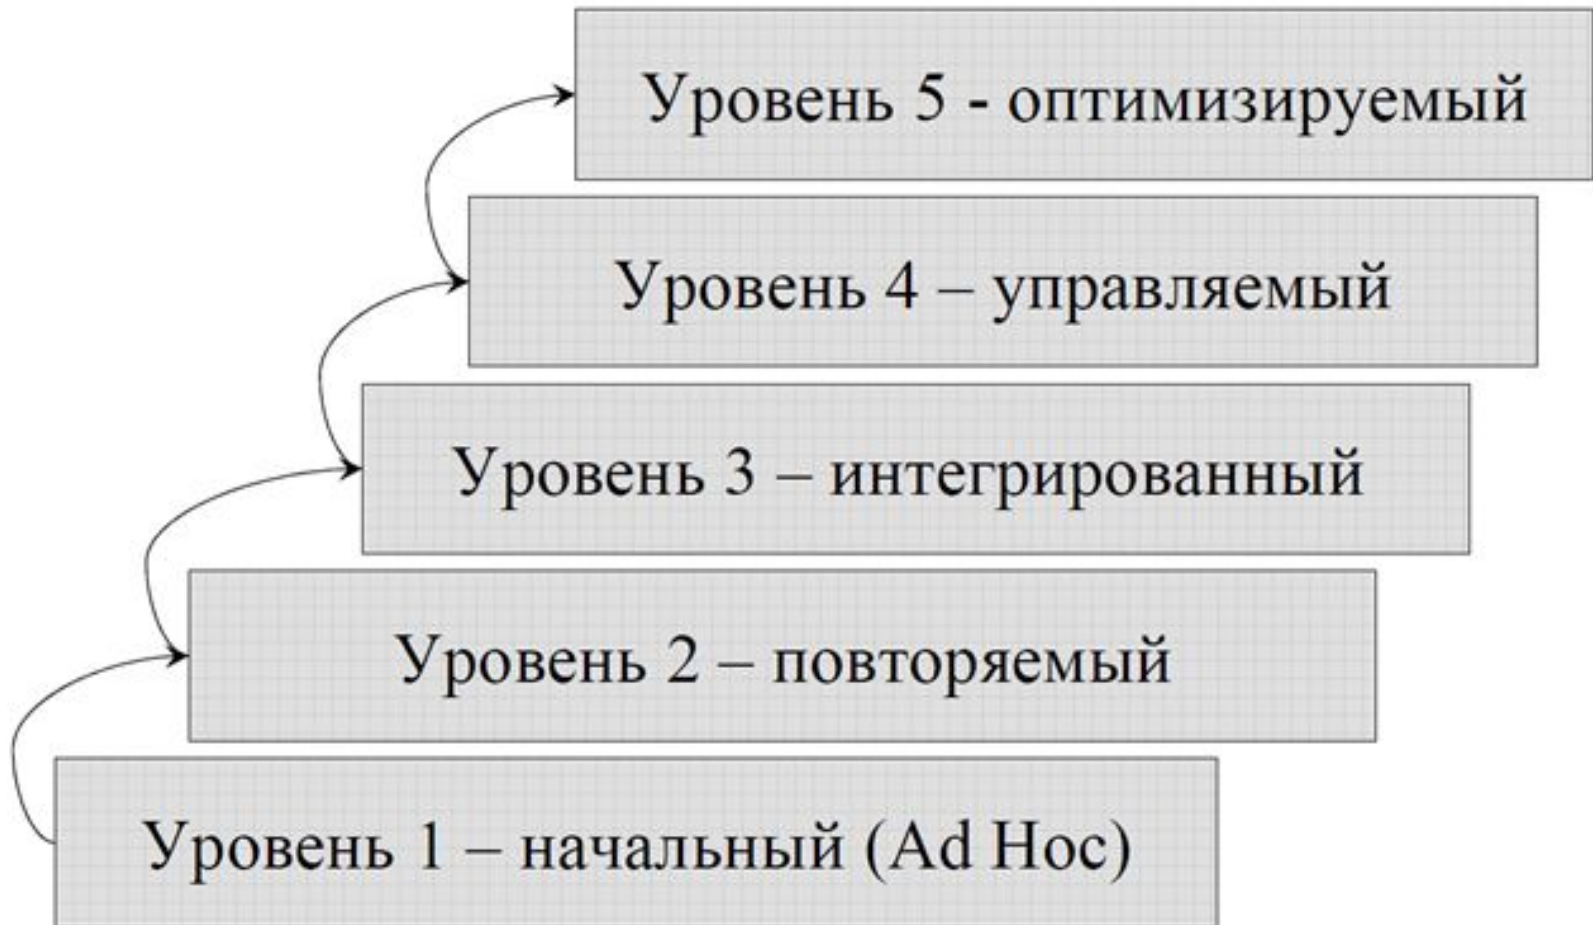 Уровень 5 - оптимизируемый
Уровень 4 – управляемый
Уровень 3 – интегрированный
Уровень 2 – повторяемый
Уровень 1 – начальный (Ad Hoc)